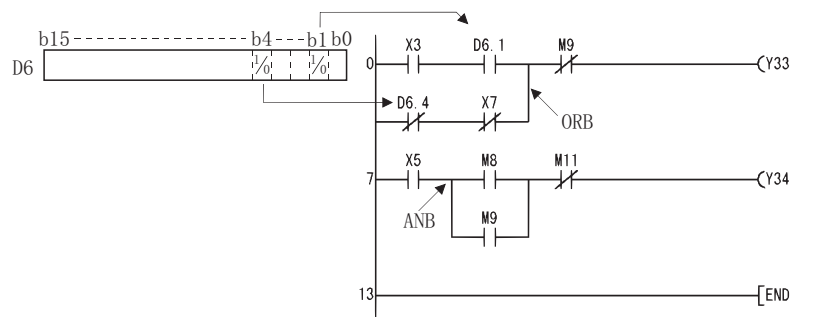 b15 b4 b1 b0
D6 1/0 1/0
X3 D6.1 M9
0 Y33
D6.4 X7
ORB
X5 M8 M11
7 Y34
ANB M9
13 END